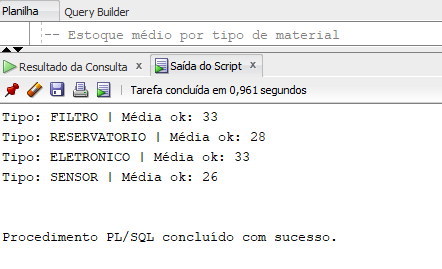 Planilha Query Builder
-- Estoque médio por tipo de material
Resultado da Consulta x Saída do Script x
Tarefa concluída em 0,961 segundos
Tipo: FILTRO | Média ok: 33
Tipo: RESERVATORIO | Média ok: 28
Tipo: ELETRONICO | Média ok: 33
Tipo: SENSOR | Média ok: 26
Procedimento PL/SQL concluído com sucesso.